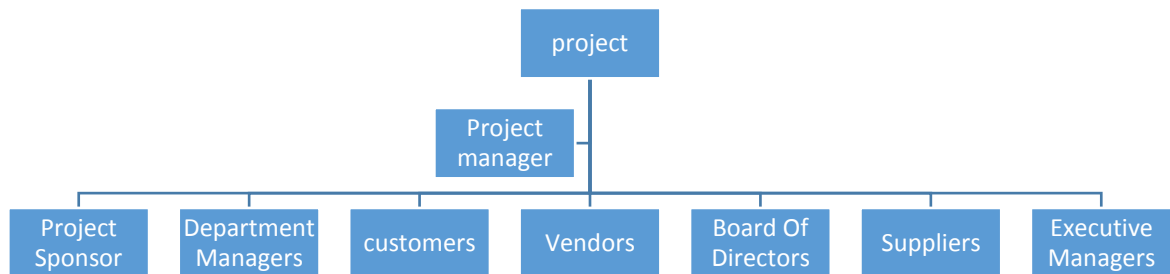 project
Project
manager
Project
Sponsor
Department
Managers
customers
Vendors
Board Of
Directors
Suppliers
Executive
Managers